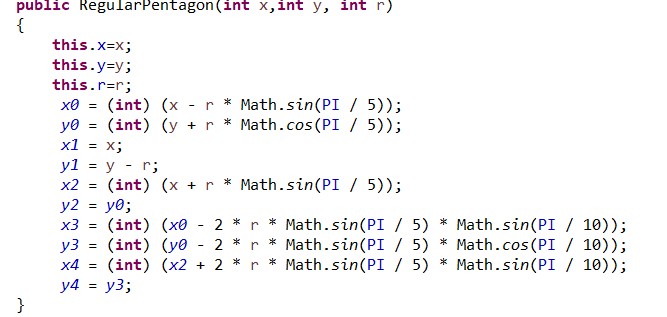 public RegularPentagon(int x,int y, int r)
{
this.x=x;
this.y=y;
this.r=r;
x0 = (int) (x - r * Math.sin(PI / 5));
y0 = (int) (y + r * Math.cos(PI / 5));
x1 = x;
y1 = y - r;
x2 = (int) (x + r * Math.sin(PI / 5));
y2 = y0;
x3 = (int) (x0 - 2 * r * Math.sin(PI / 5) * Math.sin(PI / 10));
y3 = (int) (y0 - 2 * r * Math.sin(PI / 5) * Math.cos(PI / 10));
x4 = (int) (x2 + 2 * r * Math.sin(PI / 5) * Math.sin(PI / 10));
y4 = y3;
}